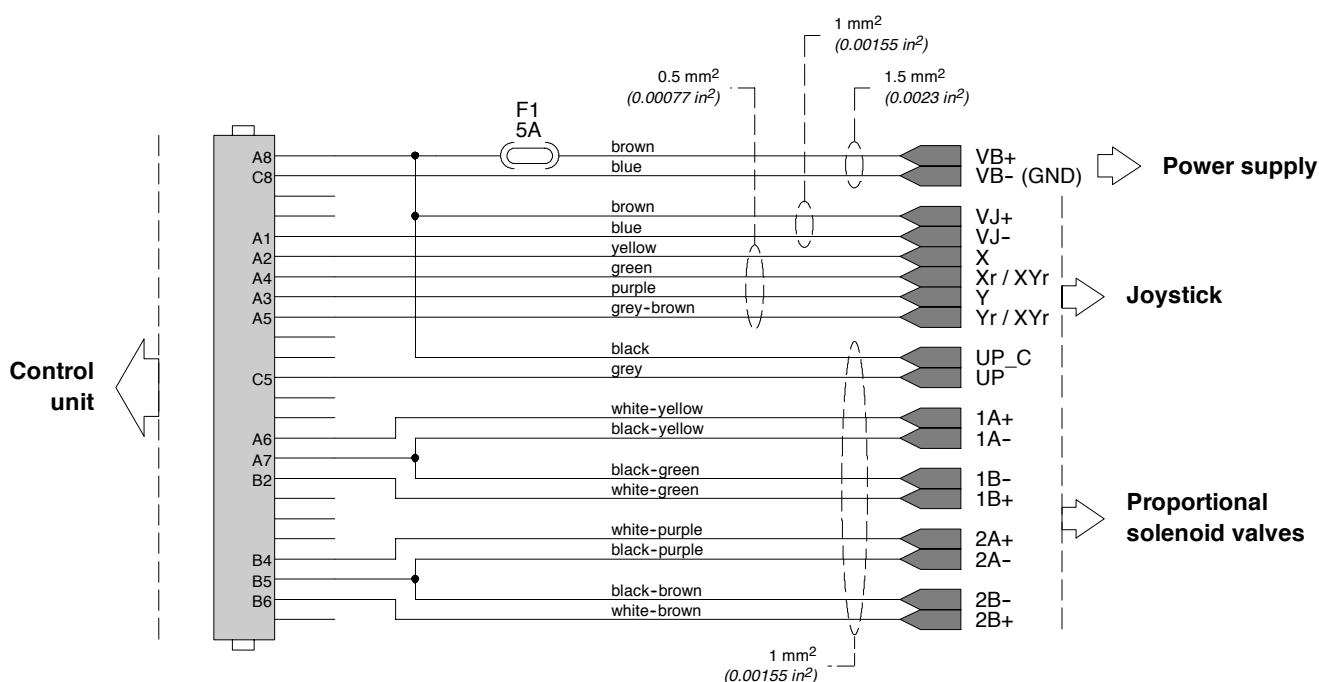 1 mm²
(0.00155 in²)
0.5 mm²
(0.00077 in²)
1.5 mm²
(0.0023 in²)
F1
5A
A8 brown VB+
C8 blue VB- (GND)
Power supply
brown VJ+
A1 blue VJ-
A2 yellow X
A4 green Xr / XYr
A3 purple Y
A5 grey-brown Yr / XYr
Joystick
black UP_C
C5 grey UP
Control
unit
white-yellow 1A+
A6 black-yellow 1A-
A7
B2 black-green 1B-
white-green 1B+
Proportional
solenoid valves
white-purple 2A+
B4 black-purple 2A-
B5
B6 black-brown 2B-
white-brown 2B+
1 mm²
(0.00155 in²)